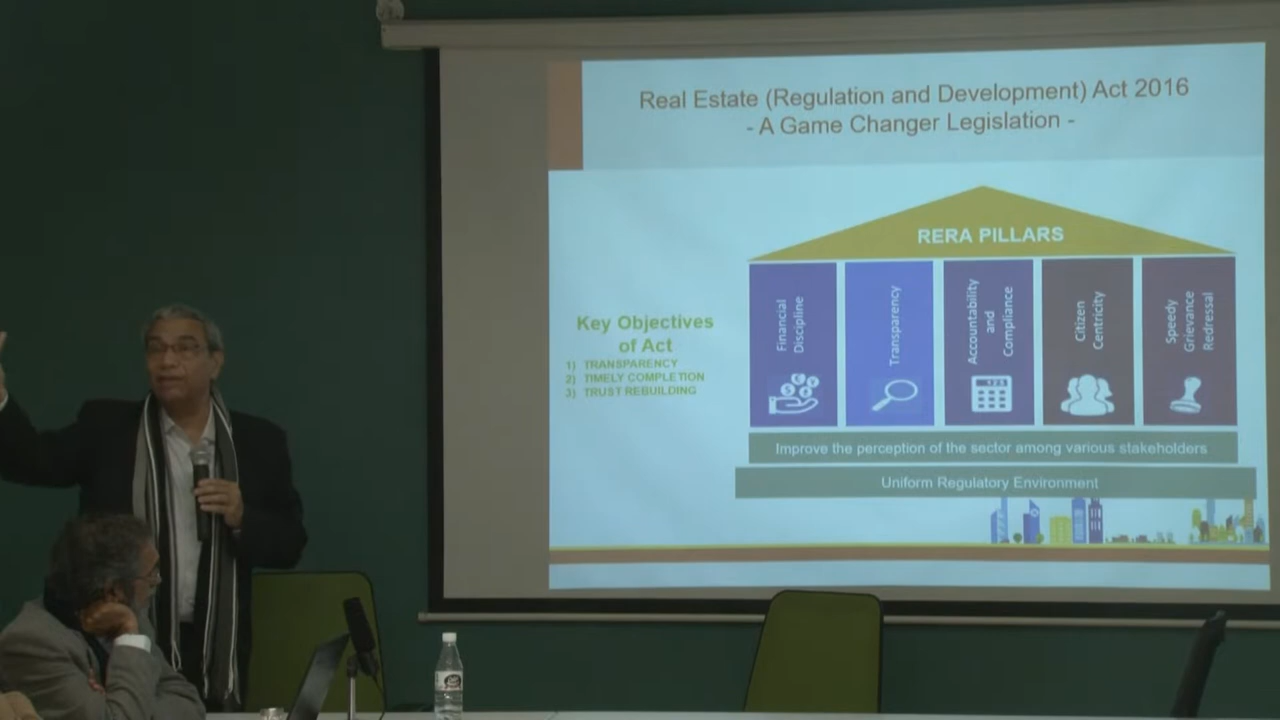 Real Estate (Regulation and Development) Act 2016
- A Game Changer Legislation -
RERA PILLARS
Key Objectives
of Act
1) TRANSPARENCY
2) TIMELY COMPLETION
3) TRUST REBUILDING
Financial
Discipline
Transparency
Accountability
and
Compliance
Citizen
Centricity
Speedy
Grievance
Redressal
Improve the perception of the sector among various stakeholders
Uniform Regulatory Environment